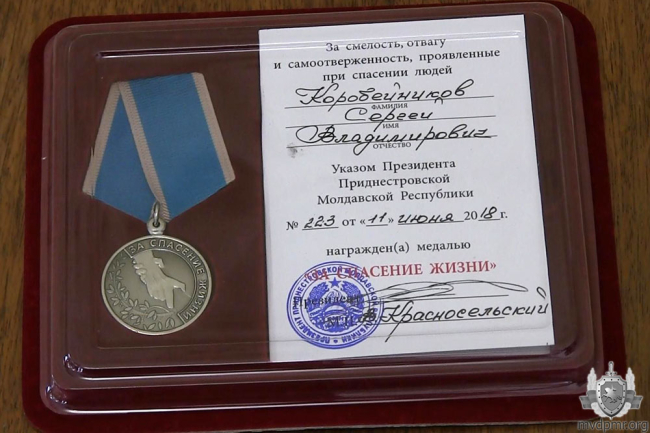 За смелость, отвагу
и самоотверженность, проявленные
при спасении людей
Коробейников
ФАМИЛИЯ
Сергей
ИМЯ
Владимирович
ОТЧЕСТВО
Указом Президента
Приднестровской
Молдавской Республики
№ 223 от «11» июня 2018 г.
награжден(а) медалью
«ЗА СПАСЕНИЕ ЖИЗНИ»
Президент
М.П. В. Красносельский
ЗА СПАСЕНИЕ ЖИЗНИ
mvdpmr.org